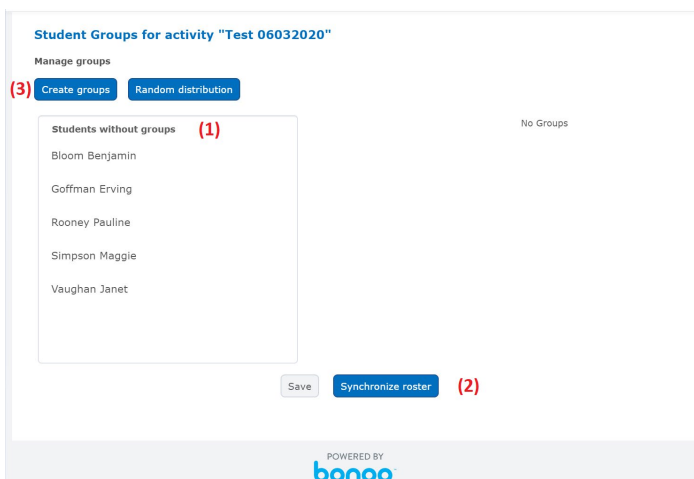 Student Groups for activity "Test 06032020"
Manage groups
(3) Create groups Random distribution
Students without groups (1)
No Groups
Bloom Benjamin
Goffman Erving
Rooney Pauline
Simpson Maggie
Vaughan Janet
Save Synchronize roster (2)
POWERED BY
bongo